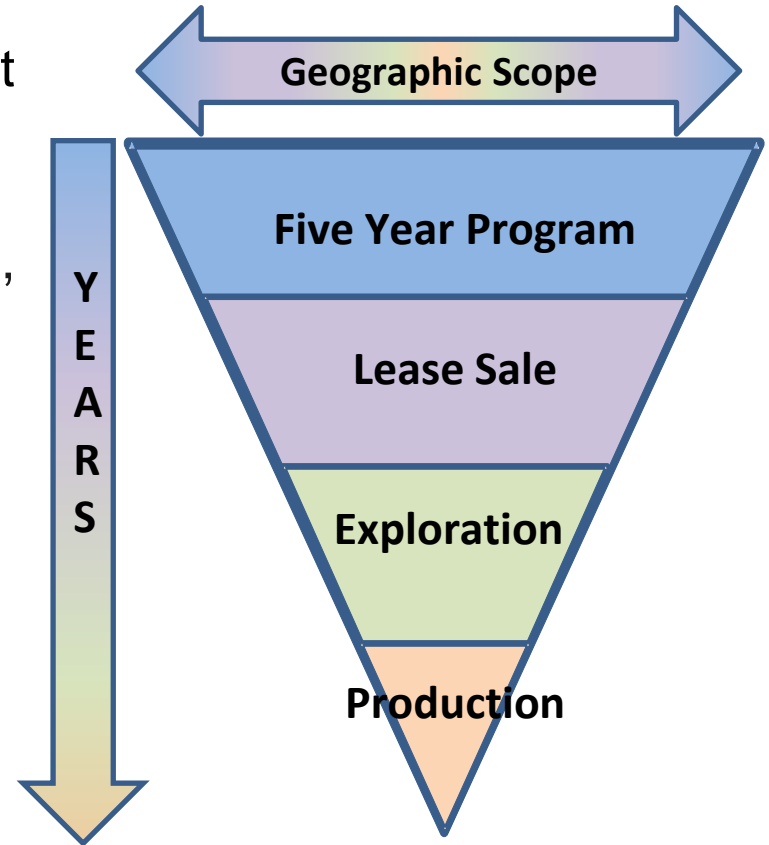 t
Geographic Scope
,
Five Year Program
YEARS
Lease Sale
Exploration
Production